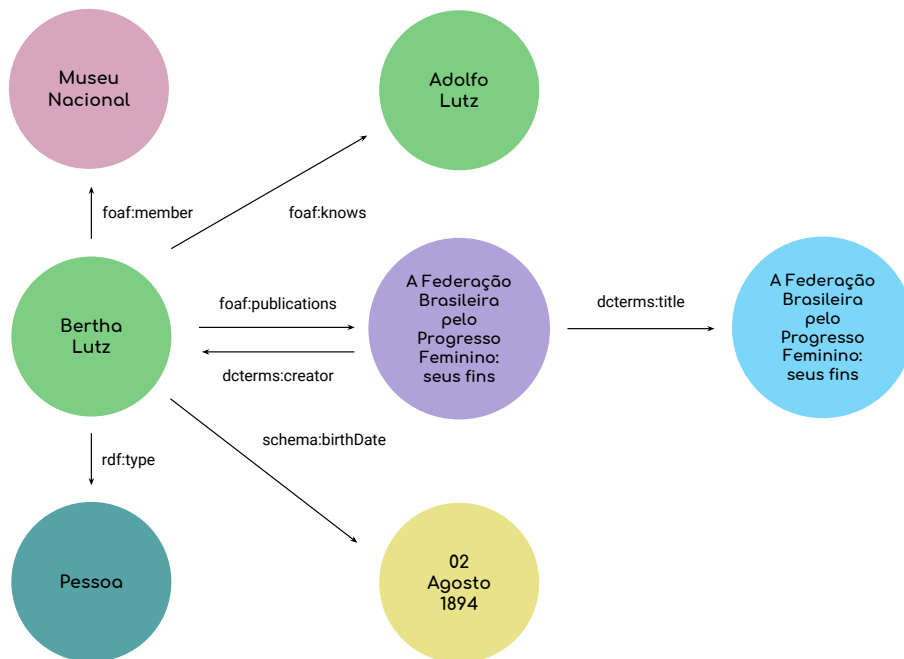 Museu
Nacional
Adolfo
Lutz
foaf:member
foaf:knows
Bertha
Lutz
foaf:publications
dcterms:creator
A Federação
Brasileira
pelo
Progresso
Feminino:
seus fins
dcterms:title
A Federação
Brasileira
pelo
Progresso
Feminino:
seus fins
rdf:type
schema:birthDate
Pessoa
02
Agosto
1894